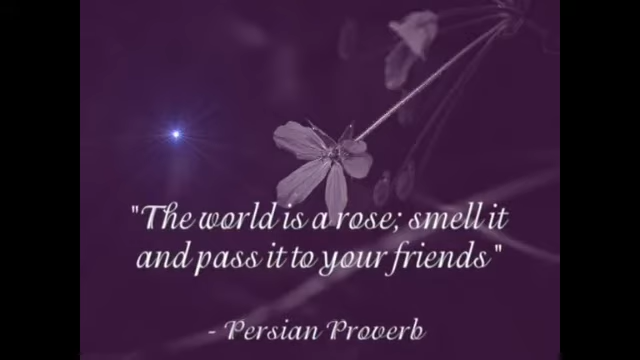 "The world is a rose; smell it
and pass it to your friends"
- Persian Proverb